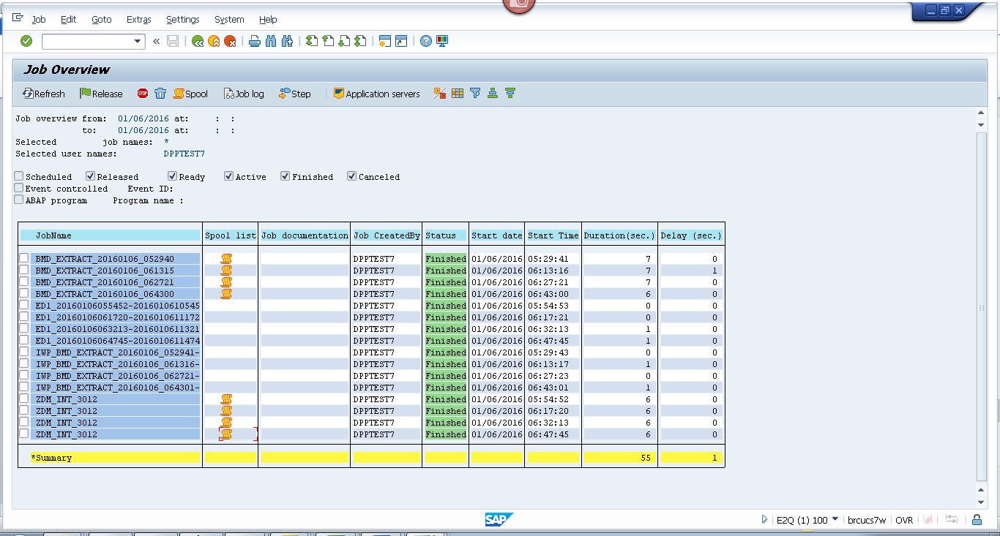 Job Edit Goto Extras Settings System Help
Job Overview
Refresh Release STOP Spool Job log Step Application servers
Job overview from: 01/06/2016 at: : :
to: 01/06/2016 at: : :
Selected job names: *
Selected user names: DPPTEST7
Scheduled Released Ready Active Finished Canceled
Event controlled Event ID:
ABAP program Program name :
JobName Spool list Job documentation Job CreatedBy Status Start date Start Time Duration(sec.) Delay (sec.)
BMD_EXTRACT_20160106_052940 DPPTEST7 Finished 01/06/2016 05:29:41 7 0
BMD_EXTRACT_20160106_061315 DPPTEST7 Finished 01/06/2016 06:13:16 7 1
BMD_EXTRACT_20160106_062721 DPPTEST7 Finished 01/06/2016 06:27:21 7 0
BMD_EXTRACT_20160106_064300 DPPTEST7 Finished 01/06/2016 06:43:00 6 0
ED1_20160106055452-2016010610545 DPPTEST7 Finished 01/06/2016 05:54:53 0 0
ED1_20160106061720-2016010611172 DPPTEST7 Finished 01/06/2016 06:17:21 0 0
ED1_20160106063213-2016010611321 DPPTEST7 Finished 01/06/2016 06:32:13 1 0
ED1_20160106064745-2016010611474 DPPTEST7 Finished 01/06/2016 06:47:45 1 0
IWP_BMD_EXTRACT_20160106_052941- DPPTEST7 Finished 01/06/2016 05:29:43 0 0
IWP_BMD_EXTRACT_20160106_061316- DPPTEST7 Finished 01/06/2016 06:13:17 1 0
IWP_BMD_EXTRACT_20160106_062721- DPPTEST7 Finished 01/06/2016 06:27:23 0 0
IWP_BMD_EXTRACT_20160106_064301- DPPTEST7 Finished 01/06/2016 06:43:01 1 0
ZDM_INT_3012 DPPTEST7 Finished 01/06/2016 05:54:52 6 0
ZDM_INT_3012 DPPTEST7 Finished 01/06/2016 06:17:20 6 0
ZDM_INT_3012 DPPTEST7 Finished 01/06/2016 06:32:13 6 0
ZDM_INT_3012 DPPTEST7 Finished 01/06/2016 06:47:45 6 0
*Summary 55 1
SAP E2Q (1) 100 brcucs7w OVR